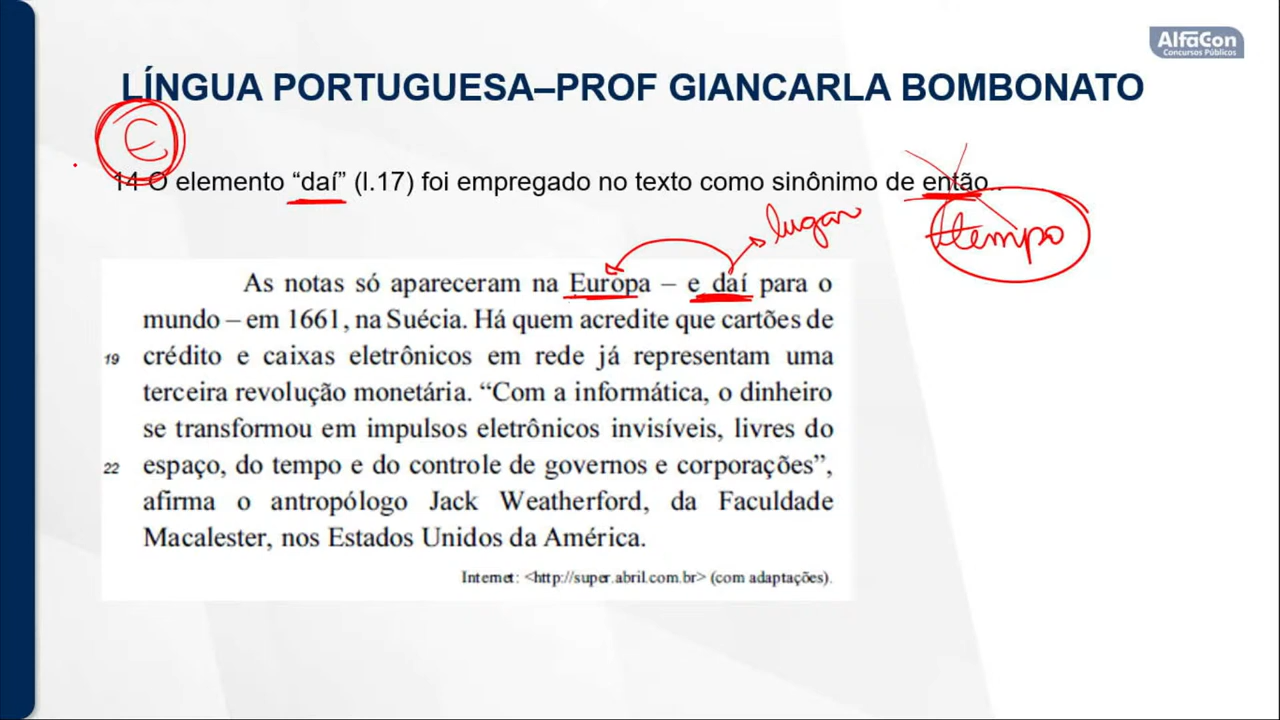 AlfaCon
Concursos Públicos
LÍNGUA PORTUGUESA–PROF GIANCARLA BOMBONATO
E
14 O elemento “daí” (l.17) foi empregado no texto como sinônimo de então..
lugar
tempo
As notas só apareceram na Europa – e daí para o
mundo – em 1661, na Suécia. Há quem acredite que cartões de
19 crédito e caixas eletrônicos em rede já representam uma
terceira revolução monetária. “Com a informática, o dinheiro
se transformou em impulsos eletrônicos invisíveis, livres do
22 espaço, do tempo e do controle de governos e corporações”,
afirma o antropólogo Jack Weatherford, da Faculdade
Macalester, nos Estados Unidos da América.
Internet: <http://super.abril.com.br> (com adaptações).